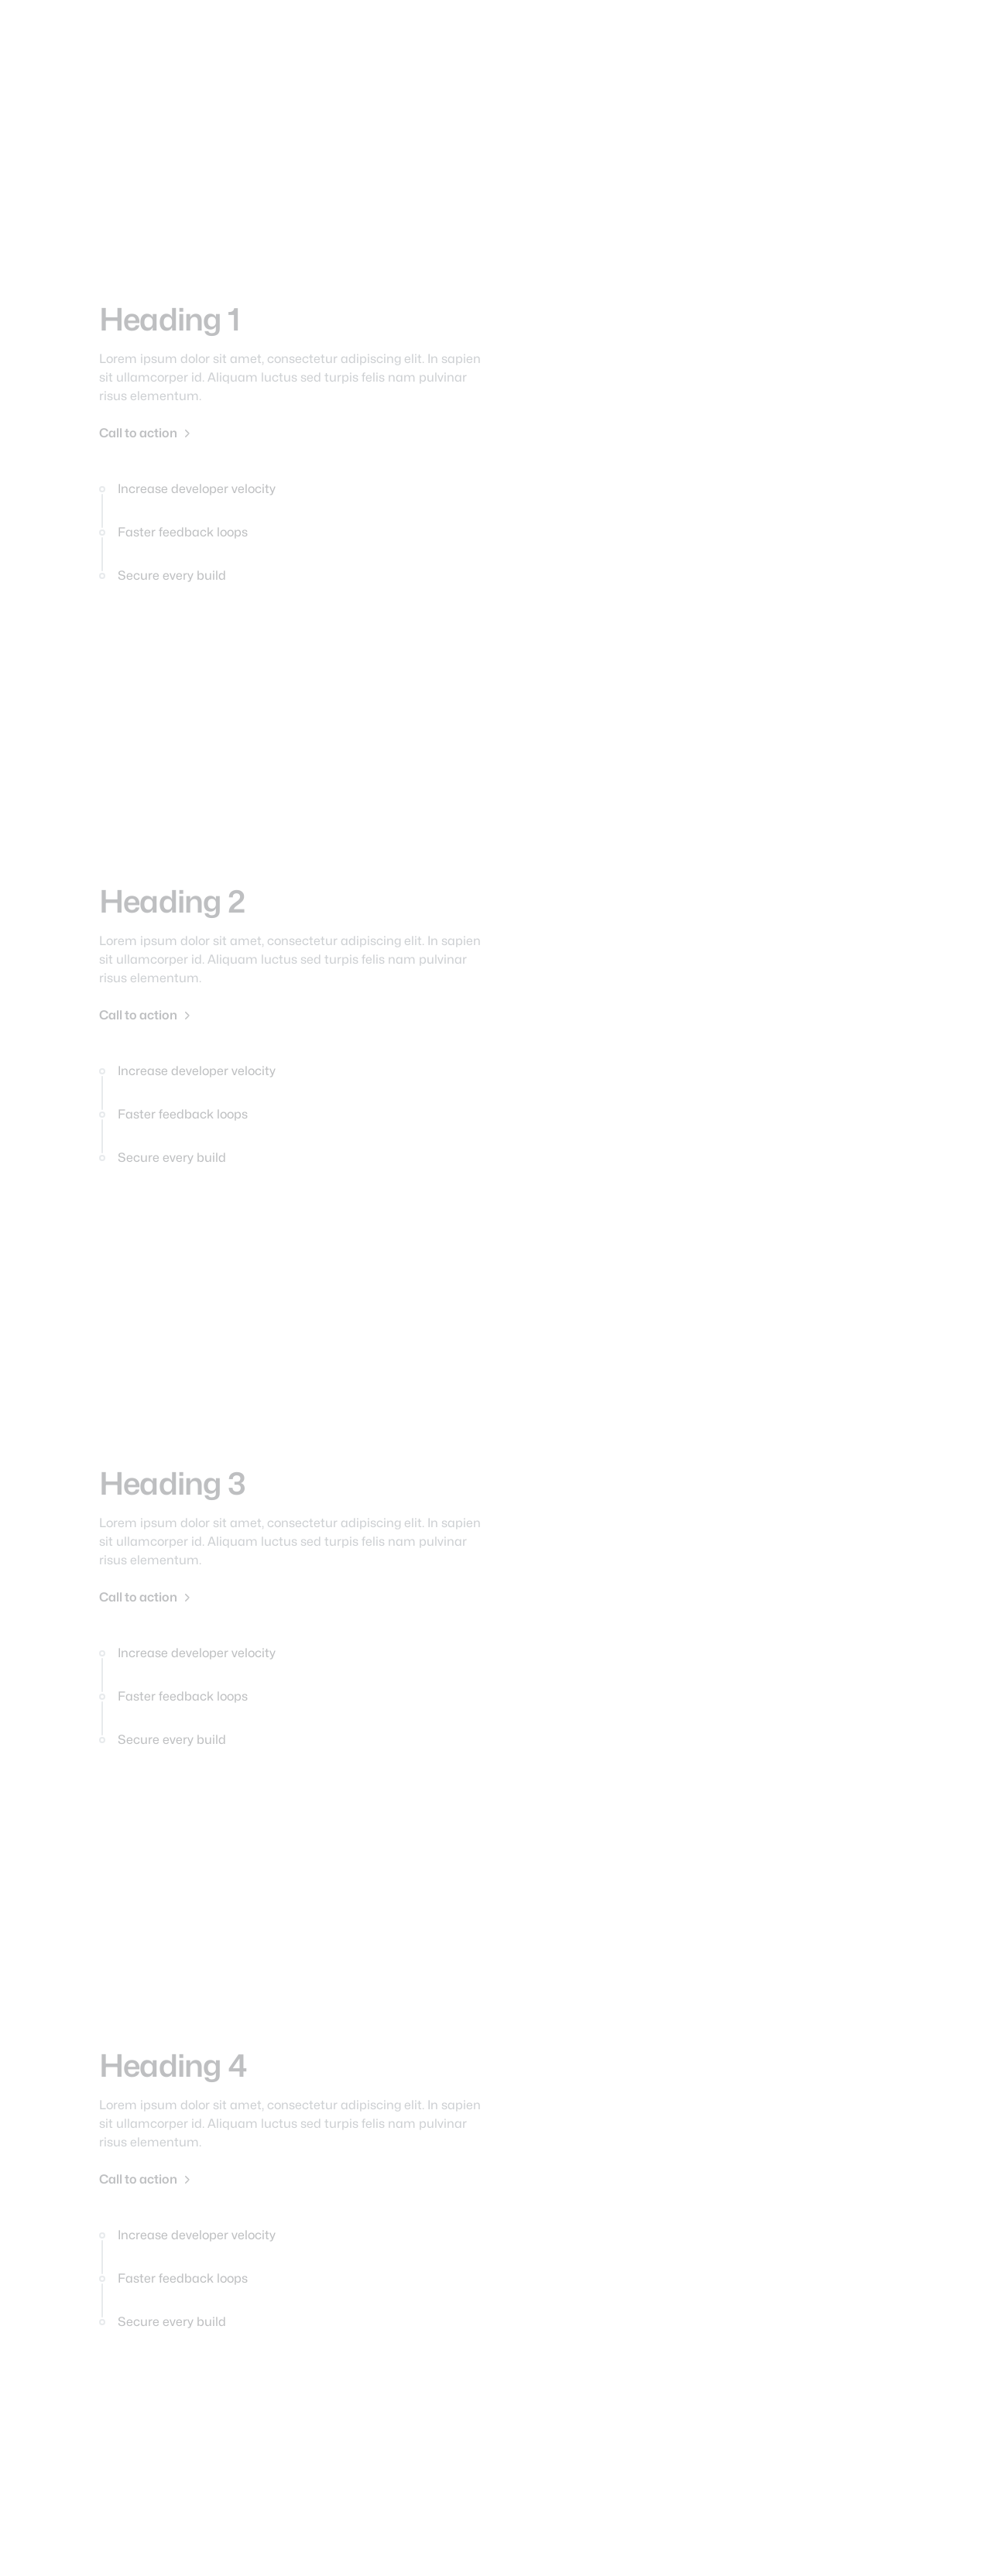 Heading 1
Lorem ipsum dolor sit amet, consectetur adipiscing elit. In sapien
sit ullamcorper id. Aliquam luctus sed turpis felis nam pulvinar
risus elementum.
Call to action
Increase developer velocity
Faster feedback loops
Secure every build
Heading 2
Lorem ipsum dolor sit amet, consectetur adipiscing elit. In sapien
sit ullamcorper id. Aliquam luctus sed turpis felis nam pulvinar
risus elementum.
Call to action
Increase developer velocity
Faster feedback loops
Secure every build
Heading 3
Lorem ipsum dolor sit amet, consectetur adipiscing elit. In sapien
sit ullamcorper id. Aliquam luctus sed turpis felis nam pulvinar
risus elementum.
Call to action
Increase developer velocity
Faster feedback loops
Secure every build
Heading 4
Lorem ipsum dolor sit amet, consectetur adipiscing elit. In sapien
sit ullamcorper id. Aliquam luctus sed turpis felis nam pulvinar
risus elementum.
Call to action
Increase developer velocity
Faster feedback loops
Secure every build